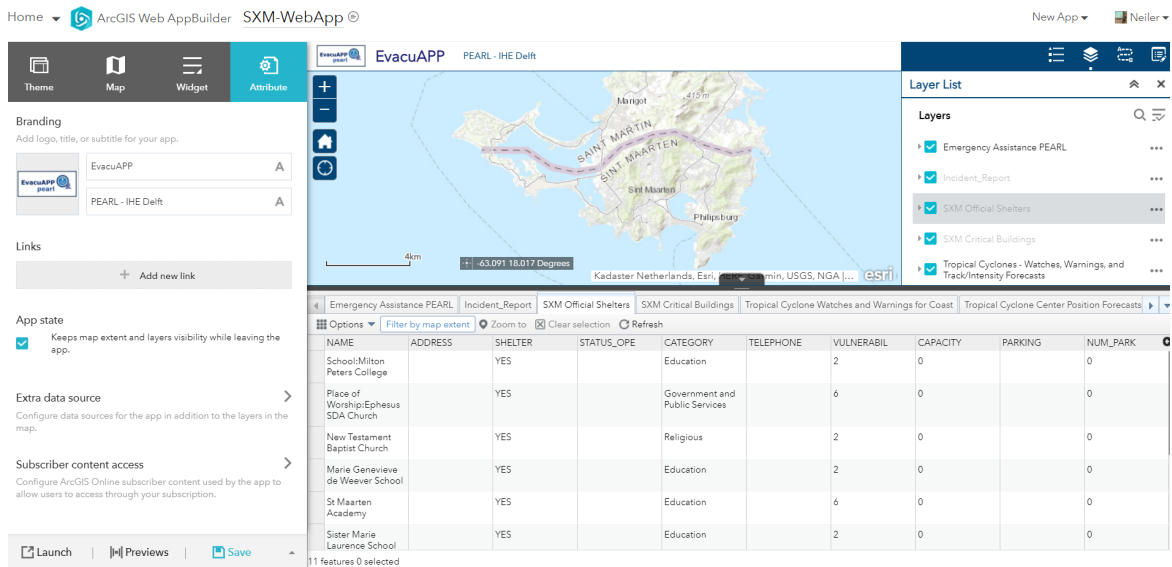 Home ArcGIS Web AppBuilder SXM-WebApp New App Neiler
Theme Map Widget Attribute
Branding
Add logo, title, or subtitle for your app.
EvacuAPP
pearl
EvacuAPP A
PEARL - IHE Delft A
Links
+ Add new link
App state
Keeps map extent and layers visibility while leaving the
app.
Extra data source
Configure data sources for the app in addition to the layers in the
map.
Subscriber content access
Configure ArcGIS Online subscriber content used by the app to
allow users to access through your subscription.
Launch | Previews | Save
EvacuAPP
pearl
EvacuAPP PEARL - IHE Delft
+
−
Marigot
415 m
SAINT MARTIN
SINT MAARTEN
Sint Maarten
Philipsburg
4km
-63.091 18.017 Degrees
Kadaster Netherlands, Esri, HERE, Garmin, USGS, NGA |...
esri
Layer List
Layers
Emergency Assistance PEARL
Incident_Report
SXM Official Shelters
SXM Critical Buildings
Tropical Cyclones - Watches, Warnings, and
Track/Intensity Forecasts
Emergency Assistance PEARL Incident_Report SXM Official Shelters SXM Critical Buildings Tropical Cyclone Watches and Warnings for Coast Tropical Cyclone Center Position Forecasts
Options Filter by map extent Zoom to Clear selection Refresh
NAME ADDRESS SHELTER STATUS_OPE CATEGORY TELEPHONE VULNERABIL CAPACITY PARKING NUM_PARK
School:Milton YES Education 2 0 0
Peters College
Place of YES Government and 6 0 0
Worship:Ephesus Public Services
SDA Church
New Testament YES Religious 2 0 0
Baptist Church
Marie Genevieve YES Education 2 0 0
de Weever School
St Maarten YES Education 6 0 0
Academy
Sister Marie YES Education 2 0 0
Laurence School
11 features 0 selected